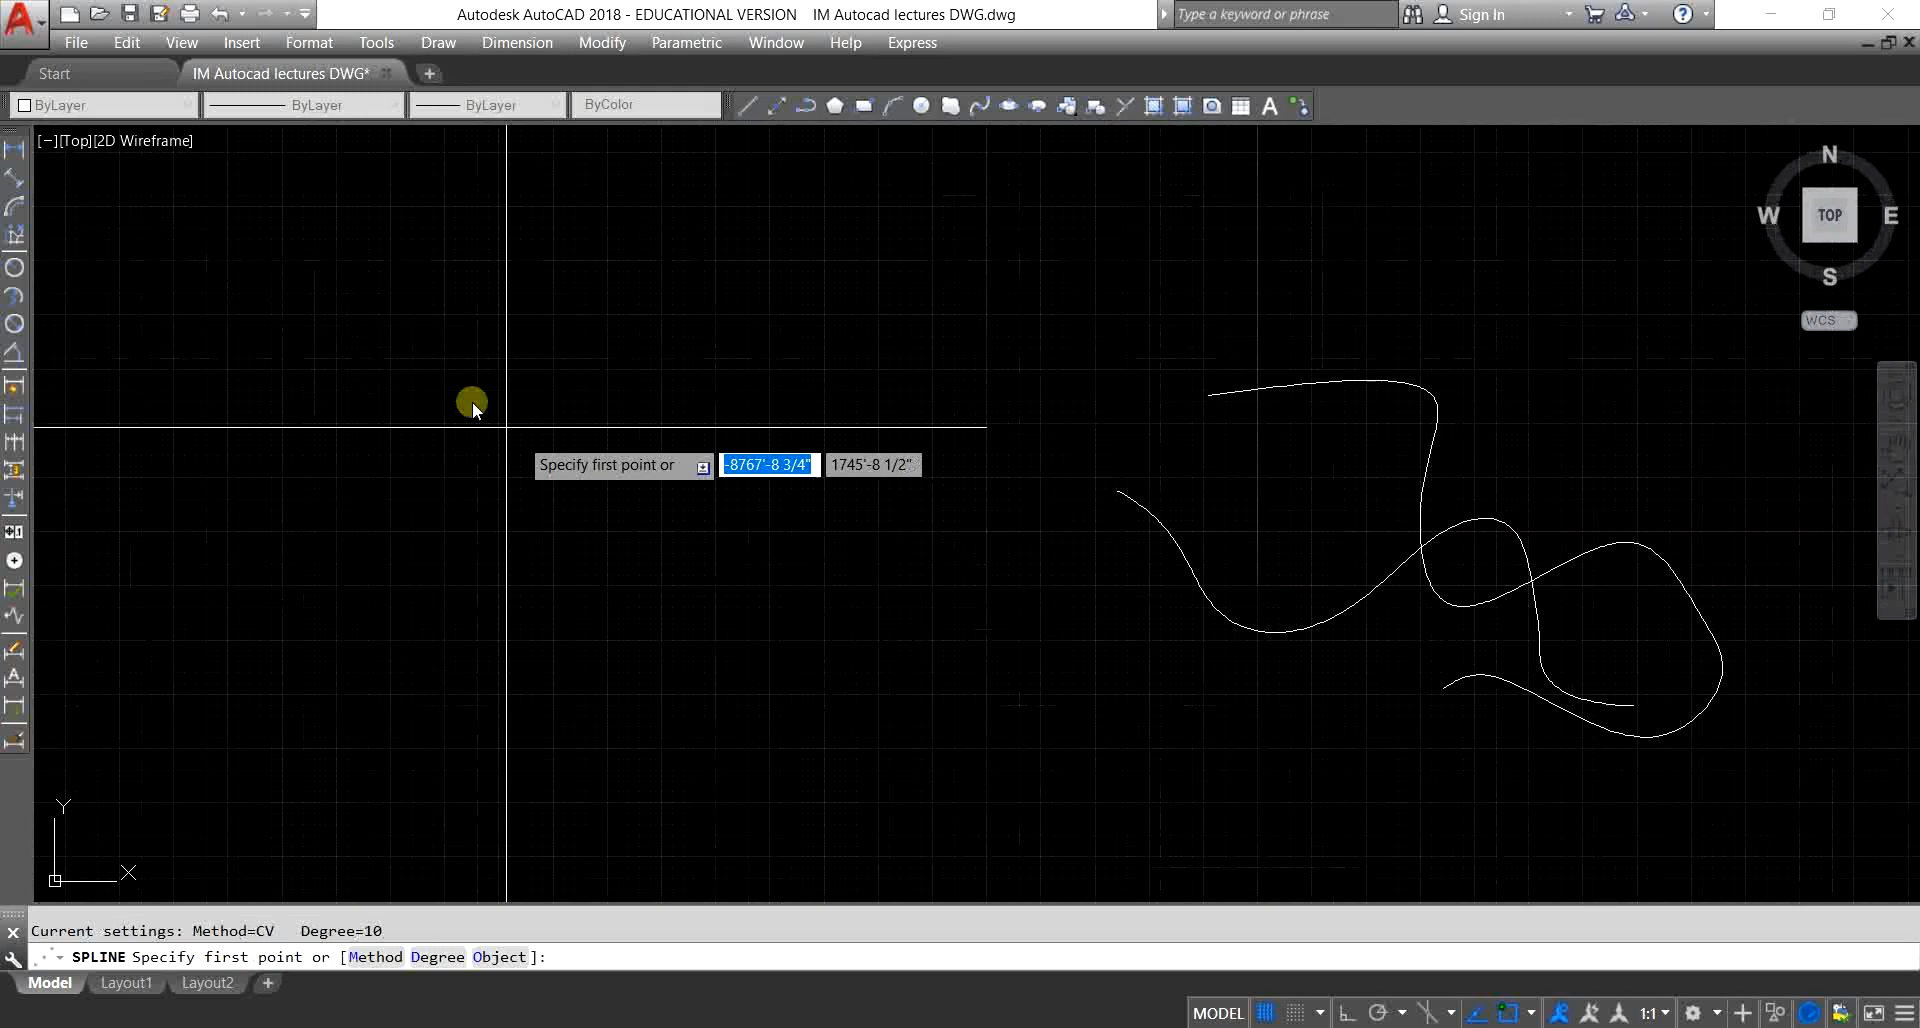 Autodesk AutoCAD 2018 - EDUCATIONAL VERSION IM Autocad lectures DWG.dwg
Type a keyword or phrase
Sign In
File Edit View Insert Format Tools Draw Dimension Modify Parametric Window Help Express
Start
IM Autocad lectures DWG*
ByLayer
ByLayer
ByLayer
ByColor
[−][Top][2D Wireframe]
N
W
TOP
E
S
WCS
Specify first point or
-8767'-8 3/4"
1745'-8 1/2"
Y
X
Current settings: Method=CV Degree=10
SPLINE Specify first point or [Method Degree Object]:
Model
Layout1
Layout2
MODEL
1:1